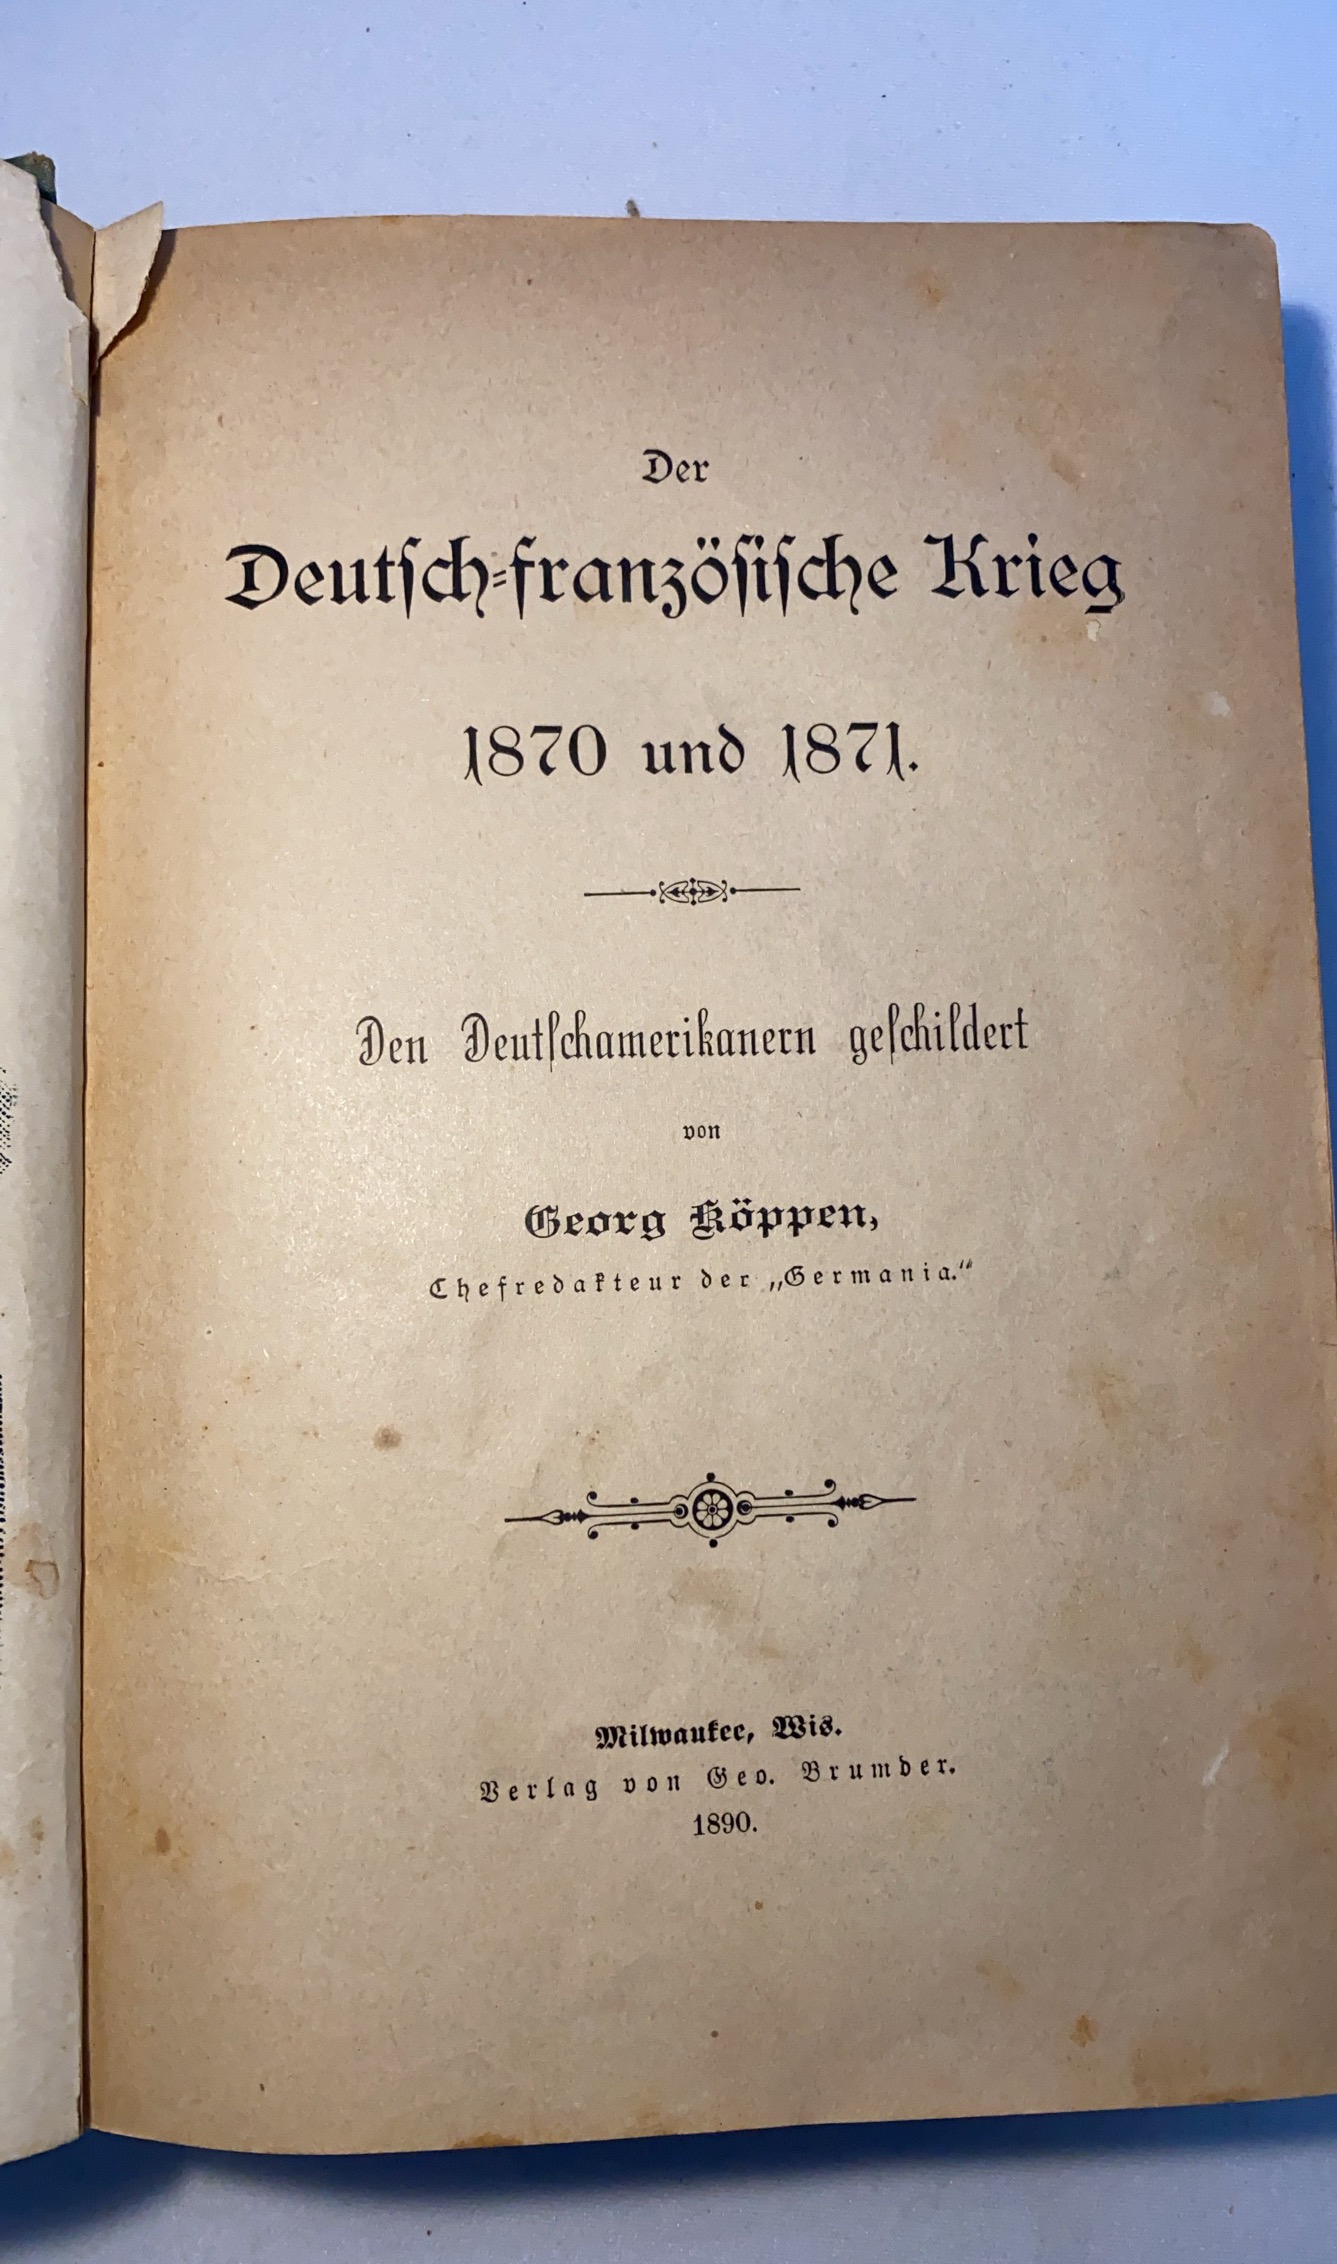 Der
Deutſch-franzöſiſche Krieg
1870 und 1871.
Den Deutſchamerikanern geſchildert
von
Georg Köppen,
Chefredakteur der „Germania.“
Milwaukee, Wis.
Verlag von Geo. Brumder.
1890.